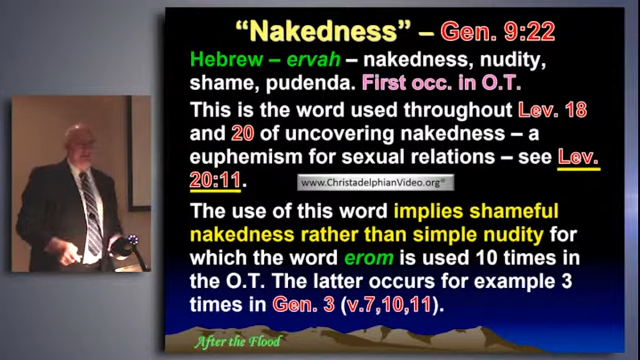 “Nakedness” – Gen. 9:22
Hebrew – ervah – nakedness, nudity,
shame, pudenda. First occ. in O.T.
This is the word used throughout Lev. 18
and 20 of uncovering nakedness – a
euphemism for sexual relations – see Lev.
20:11.
www.ChristadelphianVideo.org
The use of this word implies shameful
nakedness rather than simple nudity for
which the word erom is used 10 times in
the O.T. The latter occurs for example 3
times in Gen. 3 (v.7,10,11).
After the Flood